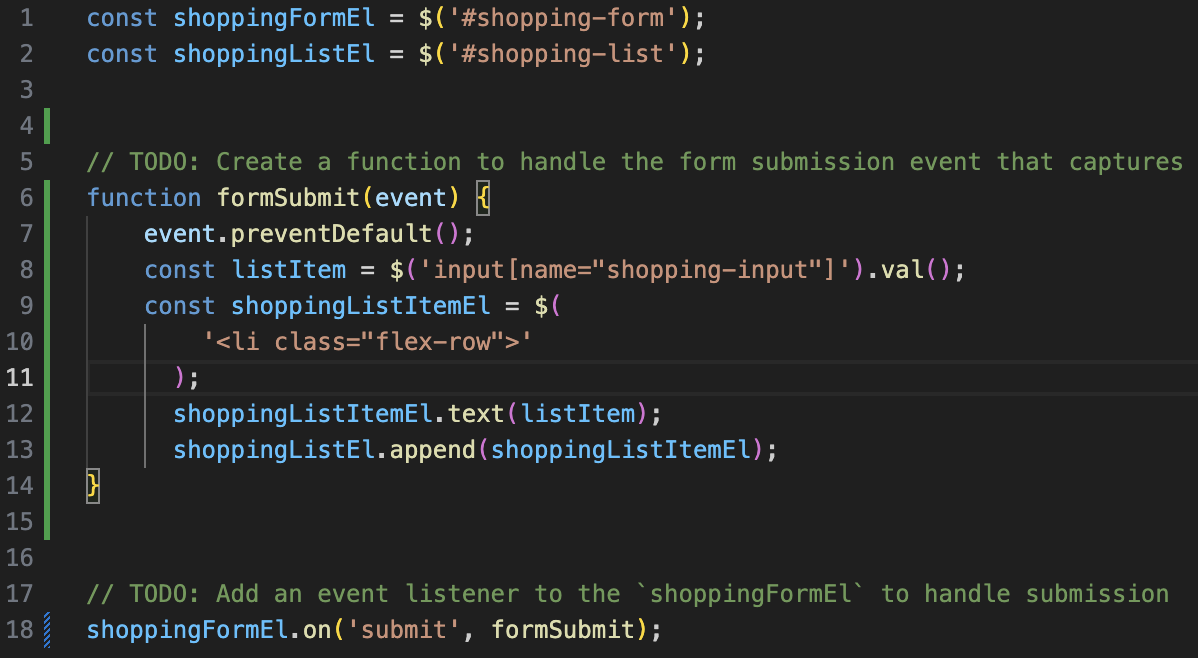 1 const shoppingFormEl = $('#shopping-form');
2 const shoppingListEl = $('#shopping-list');
3
4
5 // TODO: Create a function to handle the form submission event that captures
6 function formSubmit(event) {
7     event.preventDefault();
8     const listItem = $('input[name="shopping-input"]').val();
9     const shoppingListItemEl = $(
10         '<li class="flex-row">'
11       );
12       shoppingListItemEl.text(listItem);
13       shoppingListEl.append(shoppingListItemEl);
14 }
15
16
17 // TODO: Add an event listener to the `shoppingFormEl` to handle submission
18 shoppingFormEl.on('submit', formSubmit);